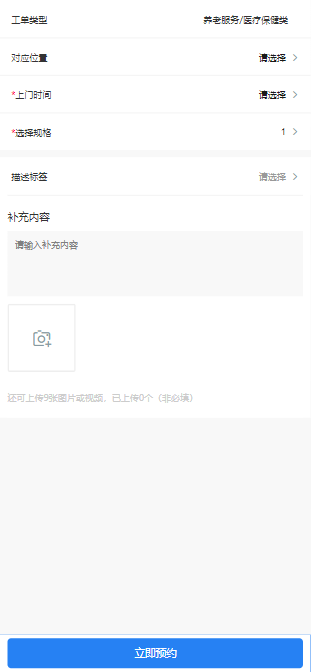 工单类型 养老服务/医疗保健类
对应位置 请选择
*上门时间 请选择
*选择规格 1
描述标签 请选择
补充内容
请输入补充内容
还可上传9张图片或视频，已上传0个（非必填）
立即预约